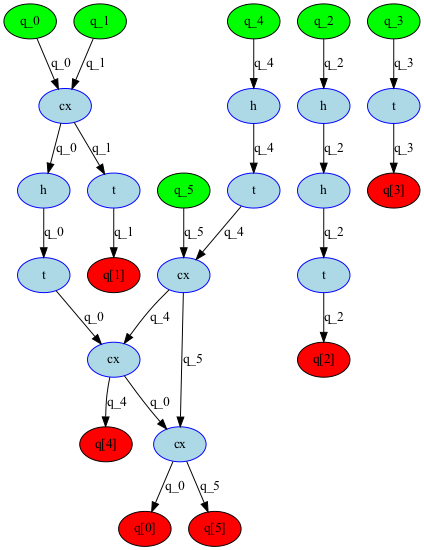 q_0 q_1 q_4 q_2 q_3
q_0 q_1 q_4 q_2 q_3
cx h h t
q_0 q_1 q_4 q_2 q_3
h t q_5 t h q[3]
q_0 q_1 q_5 q_4 q_2
t q[1] cx t
q_0 q_4 q_5 q_2
cx q[2]
q_4 q_0
q[4] cx
q_0 q_5
q[0] q[5]